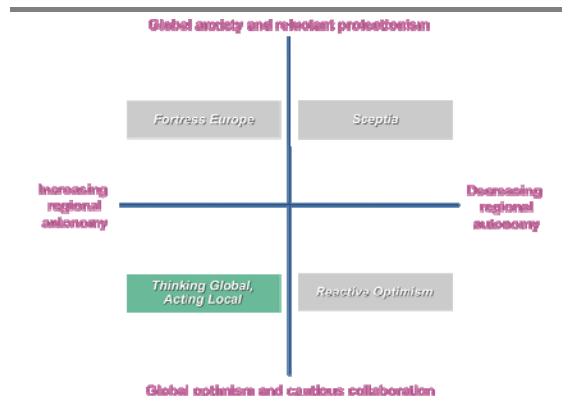 Global anxiety and reluctant protectionism
Fortress Europe
Sceptia
Increasing
regional
autonomy
Decreasing
regional
autonomy
Thinking Global,
Acting Local
Reactive Optimism
Global optimism and cautious collaboration